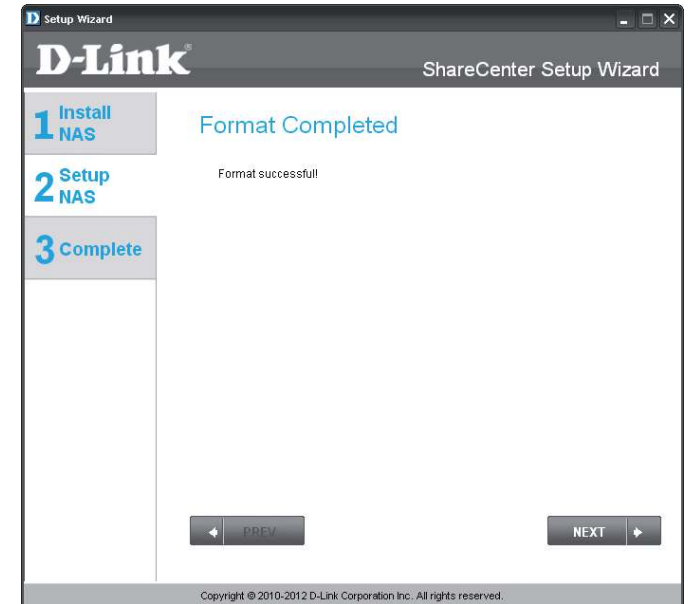 Setup Wizard
D-Link®
ShareCenter Setup Wizard
1 Install
NAS
2 Setup
NAS
3 Complete
Format Completed
Format successful!
PREV
NEXT
Copyright © 2010-2012 D-Link Corporation Inc. All rights reserved.